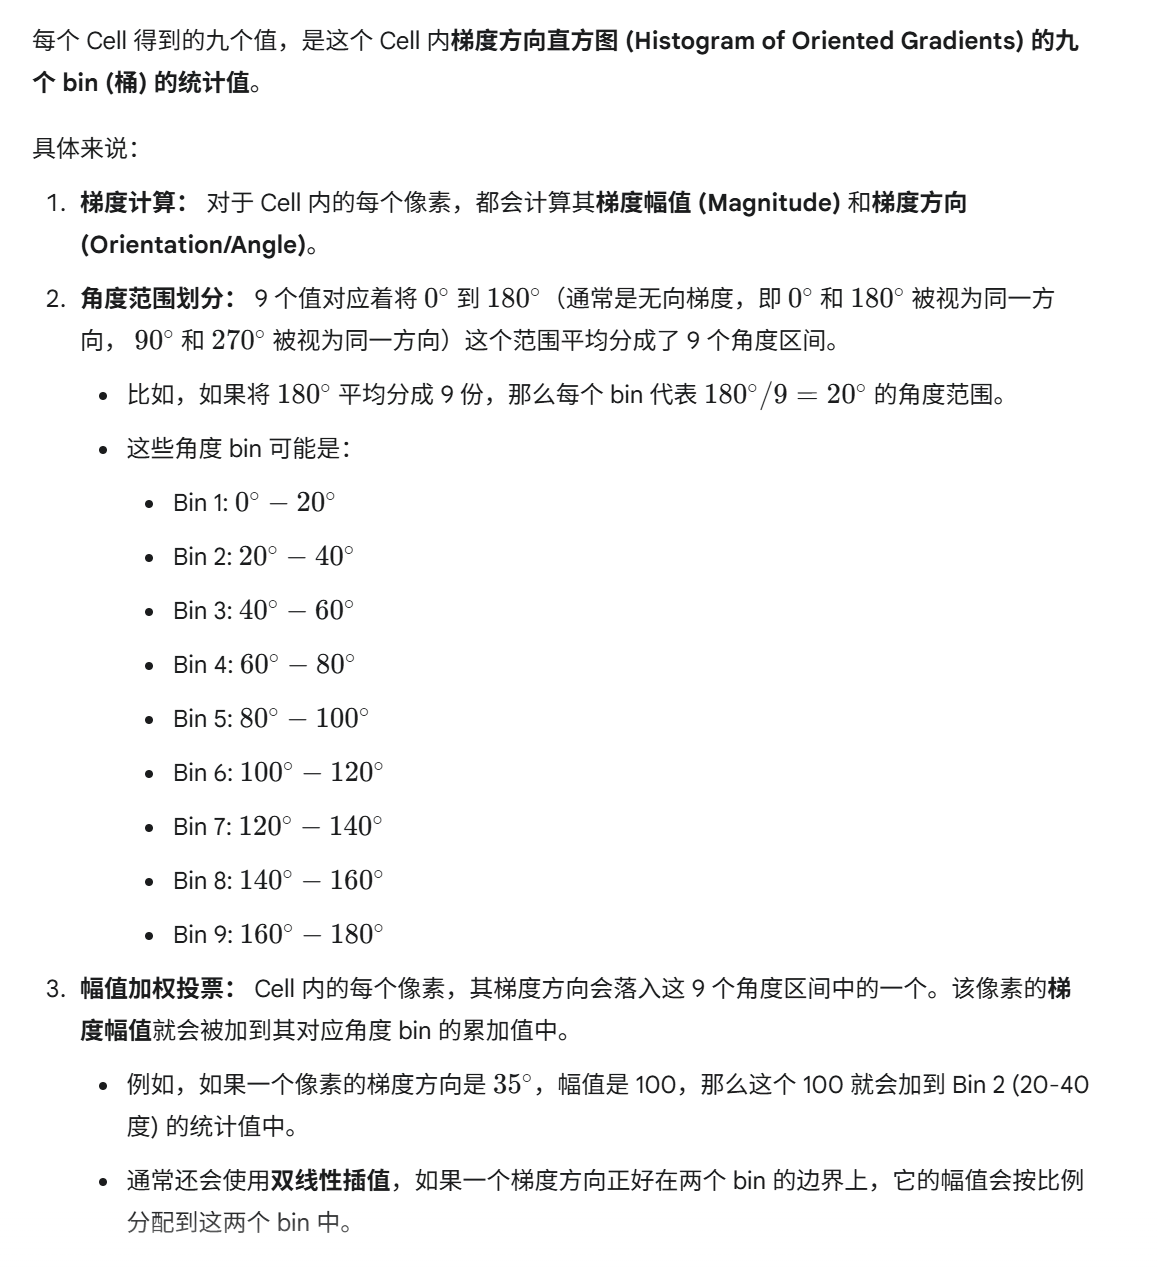 每个 Cell 得到的九个值，是这个 Cell 内梯度方向直方图 (Histogram of Oriented Gradients) 的九
个 bin (桶) 的统计值。
具体来说：
1. 梯度计算： 对于 Cell 内的每个像素，都会计算其梯度幅值 (Magnitude) 和梯度方向
(Orientation/Angle)。
2. 角度范围划分： 9 个值对应着将 0° 到 180°（通常是无向梯度，即 0° 和 180° 被视为同一方
向， 90° 和 270° 被视为同一方向）这个范围平均分成了 9 个角度区间。
• 比如，如果将 180° 平均分成 9 份，那么每个 bin 代表 180°/9 = 20° 的角度范围。
• 这些角度 bin 可能是：
• Bin 1: 0° − 20°
• Bin 2: 20° − 40°
• Bin 3: 40° − 60°
• Bin 4: 60° − 80°
• Bin 5: 80° − 100°
• Bin 6: 100° − 120°
• Bin 7: 120° − 140°
• Bin 8: 140° − 160°
• Bin 9: 160° − 180°
3. 幅值加权投票： Cell 内的每个像素，其梯度方向会落入这 9 个角度区间中的一个。该像素的梯
度幅值就会被加到其对应角度 bin 的累加值中。
• 例如，如果一个像素的梯度方向是 35°，幅值是 100，那么这个 100 就会加到 Bin 2 (20-40
度) 的统计值中。
• 通常还会使用双线性插值，如果一个梯度方向正好在两个 bin 的边界上，它的幅值会按比例
分配到这两个 bin 中。